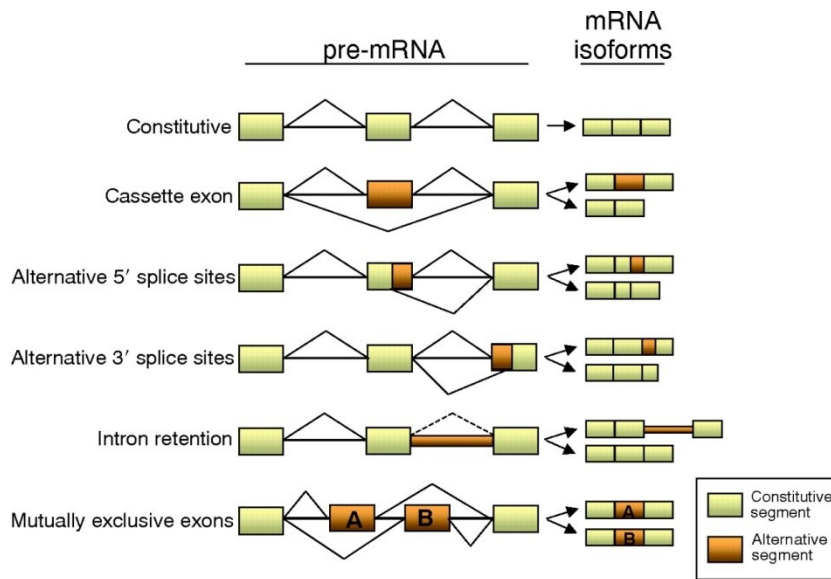 pre-mRNA
mRNA
isoforms
Constitutive
Cassette exon
Alternative 5′ splice sites
Alternative 3′ splice sites
Intron retention
Mutually exclusive exons
A
B
A
B
Constitutive
segment
Alternative
segment